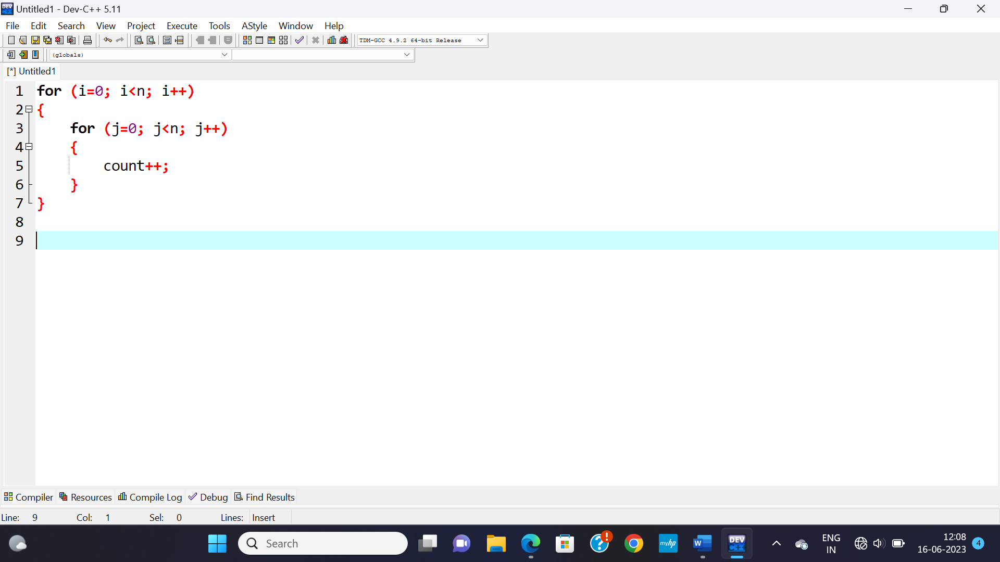 Untitled1 - Dev-C++ 5.11
File Edit Search View Project Execute Tools AStyle Window Help
TDM-GCC 4.9.2 64-bit Release
(globals)
[*] Untitled1
1 for (i=0; i<n; i++)
2 {
3     for (j=0; j<n; j++)
4     {
5         count++;
6     }
7 }
8
9
Compiler Resources Compile Log Debug Find Results
Line: 9 Col: 1 Sel: 0 Lines: Insert
Search
DEV C++
myhp
W
ENG
IN
12:08
16-06-2023
4